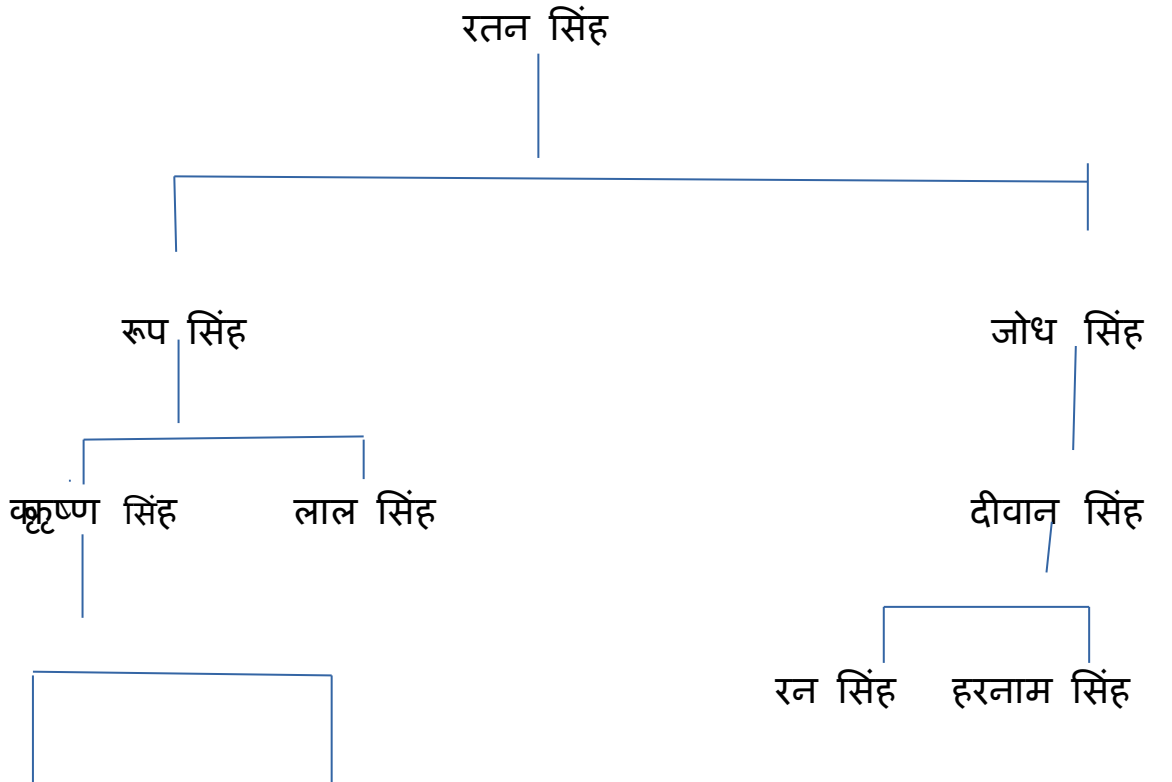 रतन सिंह
रूप सिंह जोध सिंह
कृष्ण सिंह लाल सिंह दीवान सिंह
रन सिंह हरनाम सिंह